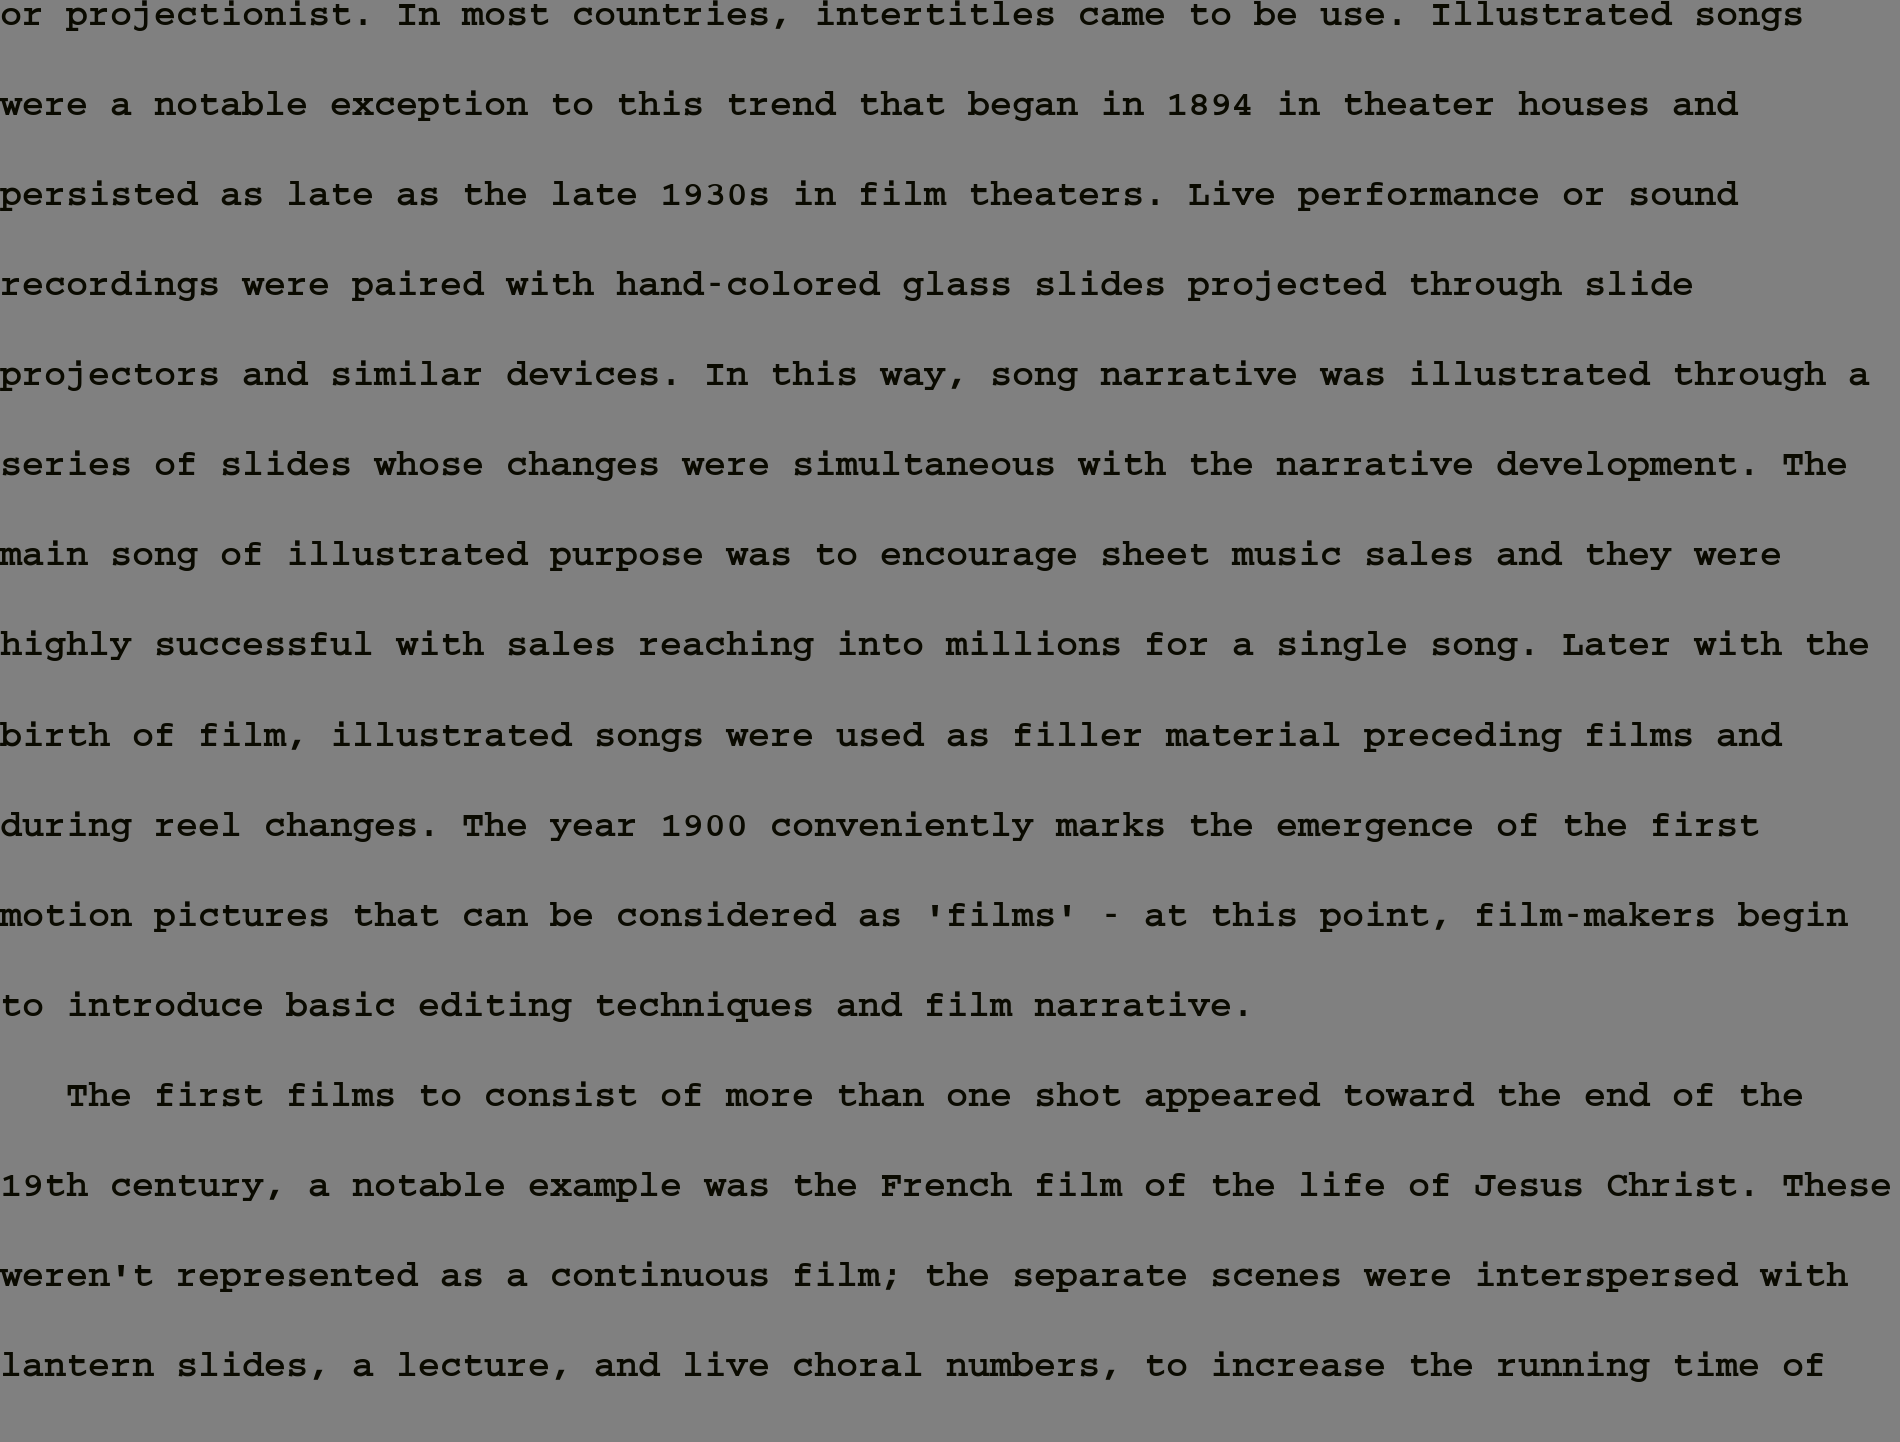 or projectionist. In most countries, intertitles came to be use. Illustrated songs
were a notable exception to this trend that began in 1894 in theater houses and
persisted as late as the late 1930s in film theaters. Live performance or sound
recordings were paired with hand-colored glass slides projected through slide
projectors and similar devices. In this way, song narrative was illustrated through a
series of slides whose changes were simultaneous with the narrative development. The
main song of illustrated purpose was to encourage sheet music sales and they were
highly successful with sales reaching into millions for a single song. Later with the
birth of film, illustrated songs were used as filler material preceding films and
during reel changes. The year 1900 conveniently marks the emergence of the first
motion pictures that can be considered as 'films' - at this point, film-makers begin
to introduce basic editing techniques and film narrative.
The first films to consist of more than one shot appeared toward the end of the
19th century, a notable example was the French film of the life of Jesus Christ. These
weren't represented as a continuous film; the separate scenes were interspersed with
lantern slides, a lecture, and live choral numbers, to increase the running time of